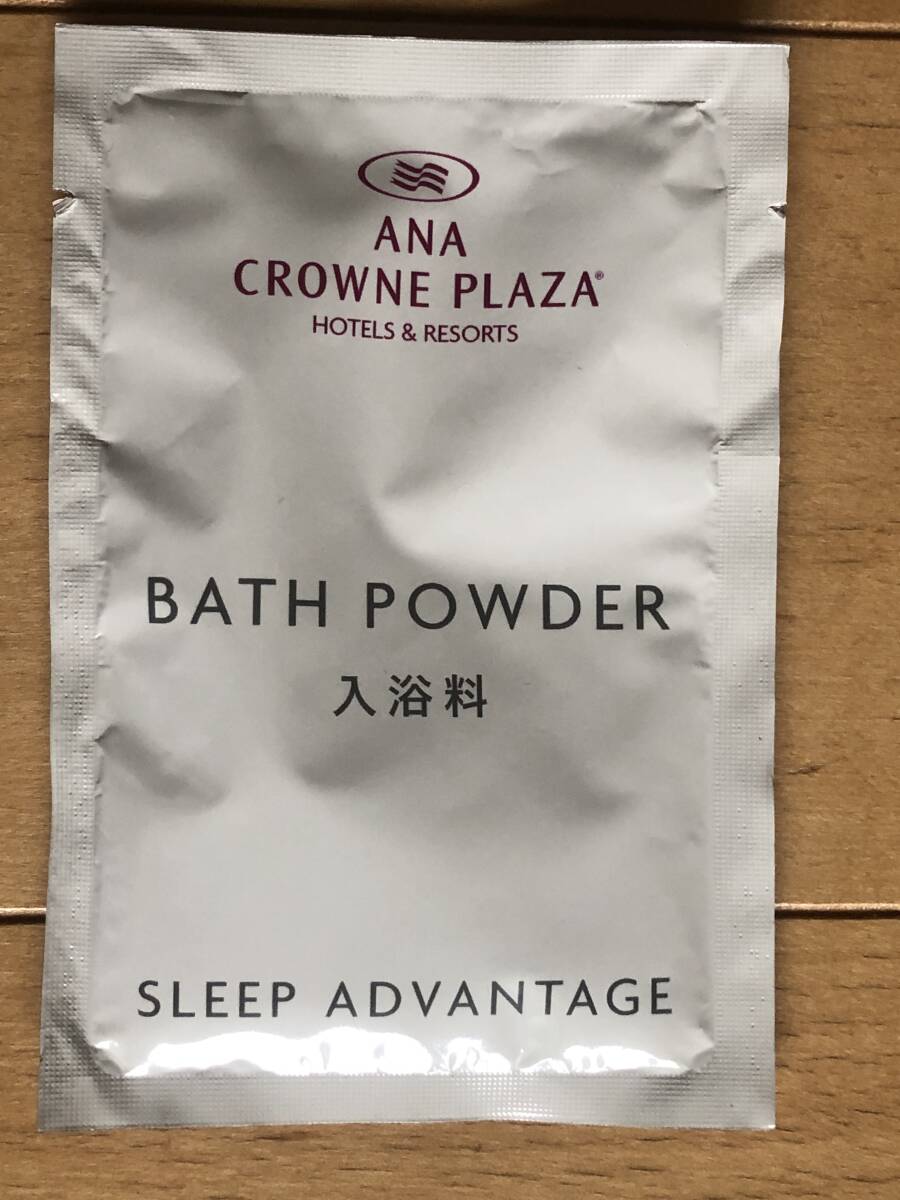 ANA
CROWNE PLAZA®
HOTELS & RESORTS
BATH POWDER
入浴料
SLEEP ADVANTAGE